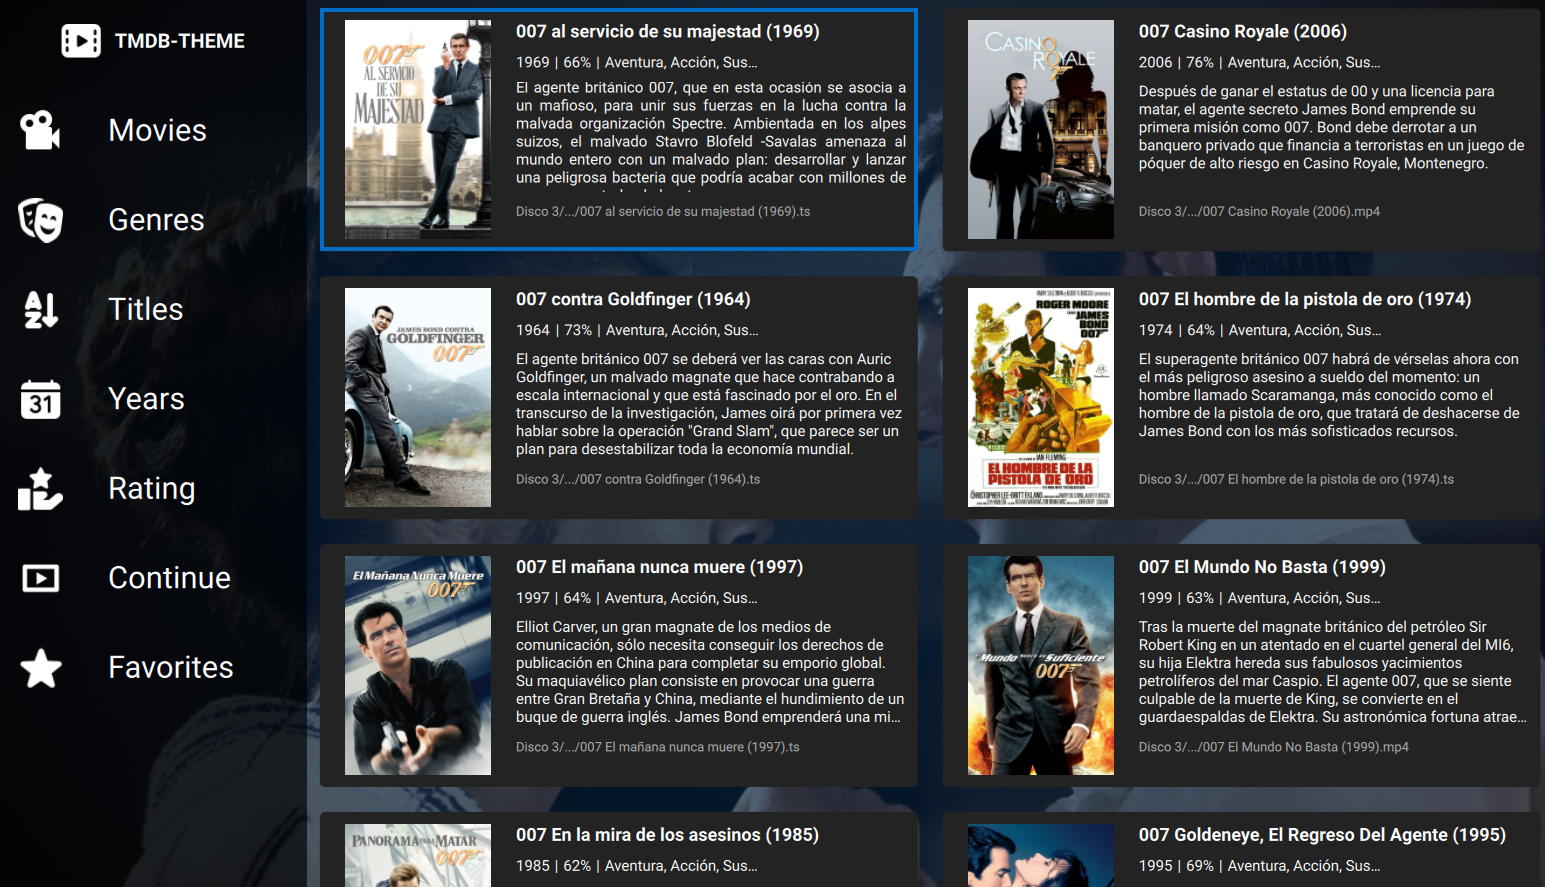 TMDB-THEME
Movies
Genres
Titles
Years
Rating
Continue
Favorites
007
AL SERVICIO
DE SU
MAJESTAD
007 al servicio de su majestad (1969)
1969 | 66% | Aventura, Acción, Sus...
El agente británico 007, que en esta ocasión se asocia a
un mafioso, para unir sus fuerzas en la lucha contra la
malvada organización Spectre. Ambientada en los alpes
suizos, el malvado Stavro Blofeld -Savalas amenaza al
mundo entero con un malvado plan: desarrollar y lanzar
una peligrosa bacteria que podría acabar con millones de
Disco 3/.../007 al servicio de su majestad (1969).ts
CASINO
ROYALE
007 Casino Royale (2006)
2006 | 76% | Aventura, Acción, Sus...
Después de ganar el estatus de 00 y una licencia para
matar, el agente secreto James Bond emprende su
primera misión como 007. Bond debe derrotar a un
banquero privado que financia a terroristas en un juego de
póquer de alto riesgo en Casino Royale, Montenegro.
Disco 3/.../007 Casino Royale (2006).mp4
JAMES BOND CONTRA
GOLDFINGER
007
007 contra Goldfinger (1964)
1964 | 73% | Aventura, Acción, Sus...
El agente británico 007 se deberá ver las caras con Auric
Goldfinger, un malvado magnate que hace contrabando a
escala internacional y que está fascinado por el oro. En el
transcurso de la investigación, James oirá por primera vez
hablar sobre la operación "Grand Slam", que parece ser un
plan para desestabilizar toda la economía mundial.
Disco 3/.../007 contra Goldfinger (1964).ts
ROGER MOORE
JAMES
BOND
007
IAN FLEMING
EL HOMBRE DE LA
PISTOLA DE ORO
CHRISTOPHER LEE · BRITT EKLAND
007 El hombre de la pistola de oro (1974)
1974 | 64% | Aventura, Acción, Sus...
El superagente británico 007 habrá de vérselas ahora con
el más peligroso asesino a sueldo del momento: un
hombre llamado Scaramanga, más conocido como el
hombre de la pistola de oro, que tratará de deshacerse de
James Bond con los más sofisticados recursos.
Disco 3/.../007 El hombre de la pistola de oro (1974).ts
El Mañana Nunca Muere
007
007 El mañana nunca muere (1997)
1997 | 64% | Aventura, Acción, Sus...
Elliot Carver, un gran magnate de los medios de
comunicación, sólo necesita conseguir los derechos de
publicación en China para completar su emporio global.
Su maquiavélico plan consiste en provocar una guerra
entre Gran Bretaña y China, mediante el hundimiento de un
buque de guerra inglés. James Bond emprenderá una mi...
Disco 3/.../007 El mañana nunca muere (1997).ts
Mundo Suficiente
007
007 El Mundo No Basta (1999)
1999 | 63% | Aventura, Acción, Sus...
Tras la muerte del magnate británico del petróleo Sir
Robert King en un atentado en el cuartel general del MI6,
su hija Elektra hereda sus fabulosos yacimientos
petrolíferos del mar Caspio. El agente 007, que se siente
culpable de la muerte de King, se convierte en el
guardaespaldas de Elektra. Su astronómica fortuna atrae...
Disco 3/.../007 El Mundo No Basta (1999).mp4
PANORAMA PARA MATAR
007
007 En la mira de los asesinos (1985)
1985 | 62% | Aventura, Acción, Sus...
007 Goldeneye, El Regreso Del Agente (1995)
1995 | 69% | Aventura, Acción, Sus...